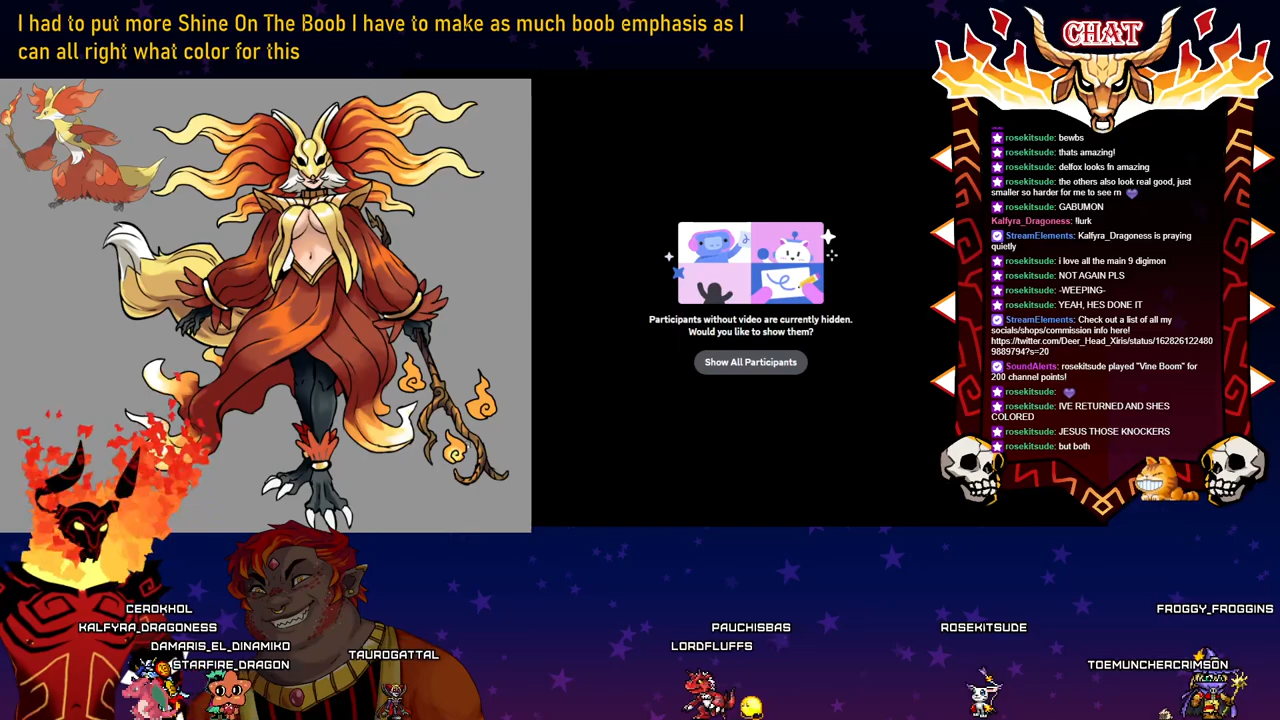 I had to put more Shine On The Boob I have to make as much boob emphasis as I
can all right what color for this
CHAT
rosekitsude: bewbs
rosekitsude: thats amazing!
rosekitsude: delfox looks fn amazing
rosekitsude: the others also look real good, just
smaller so harder for me to see rn
rosekitsude: GABUMON
Kalfyra_Dragoness: !lurk
StreamElements: Kalfyra_Dragoness is praying
quietly
rosekitsude: i love all the main 9 digimon
rosekitsude: NOT AGAIN PLS
rosekitsude: -WEEPING-
rosekitsude: YEAH, HES DONE IT
StreamElements: Check out a list of all my
socials/shops/commission info here!
https://twitter.com/Deer_Head_Xiris/status/162826122480
9889794?s=20
SoundAlerts: rosekitsude played "Vine Boom" for
200 channel points!
rosekitsude:
rosekitsude: IVE RETURNED AND SHES
COLORED
rosekitsude: JESUS THOSE KNOCKERS
rosekitsude: but both
Participants without video are currently hidden.
Would you like to show them?
Show All Participants
CEROKHOL
KALFYRA_DRAGONESS
DAMARIS_EL_DINAMIKO
STARFIRE_DRAGON
TAUROGATTAL
PAUCHISBAS
LORDFLUFFS
ROSEKITSUDE
FROGGY_FROGGINS
TOEMUNCHERCRIMSON